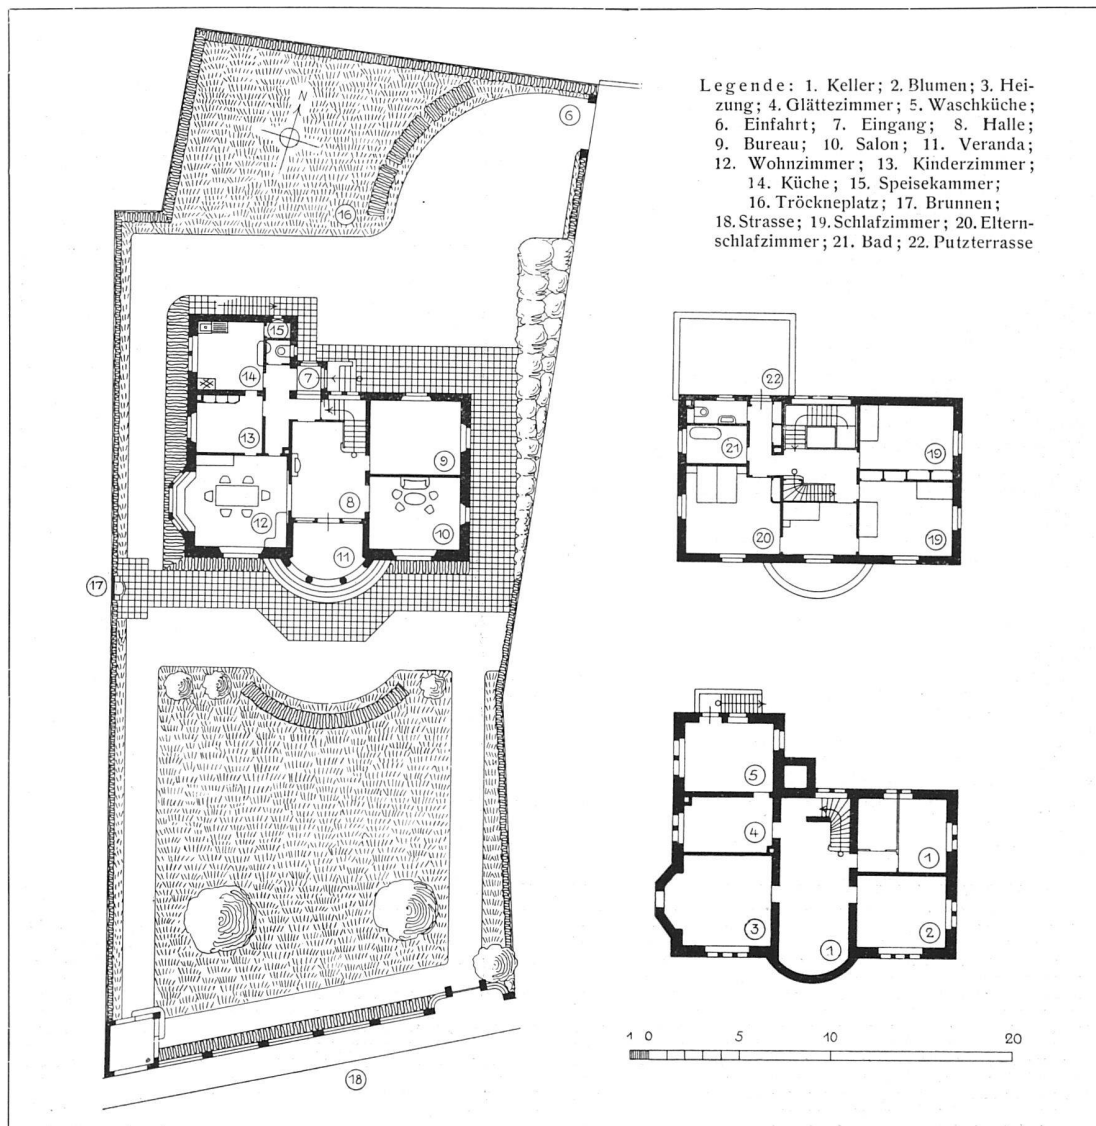 Legende: 1. Keller; 2. Blumen; 3. Hei-
zung; 4. Glättezimmer; 5. Waschküche;
6. Einfahrt; 7. Eingang; 8. Halle;
9. Bureau; 10. Salon; 11. Veranda;
12. Wohnzimmer; 13. Kinderzimmer;
14. Küche; 15. Speisekammer;
16. Tröckneplatz; 17. Brunnen;
18. Strasse; 19. Schlafzimmer; 20. Eltern-
schlafzimmer; 21. Bad; 22. Putzterrasse
N
6
16
15
14
7
13
9
12
8
10
11
17
18
22
21
19
20
19
5
4
1
3
1
2
1 0 5 10 20